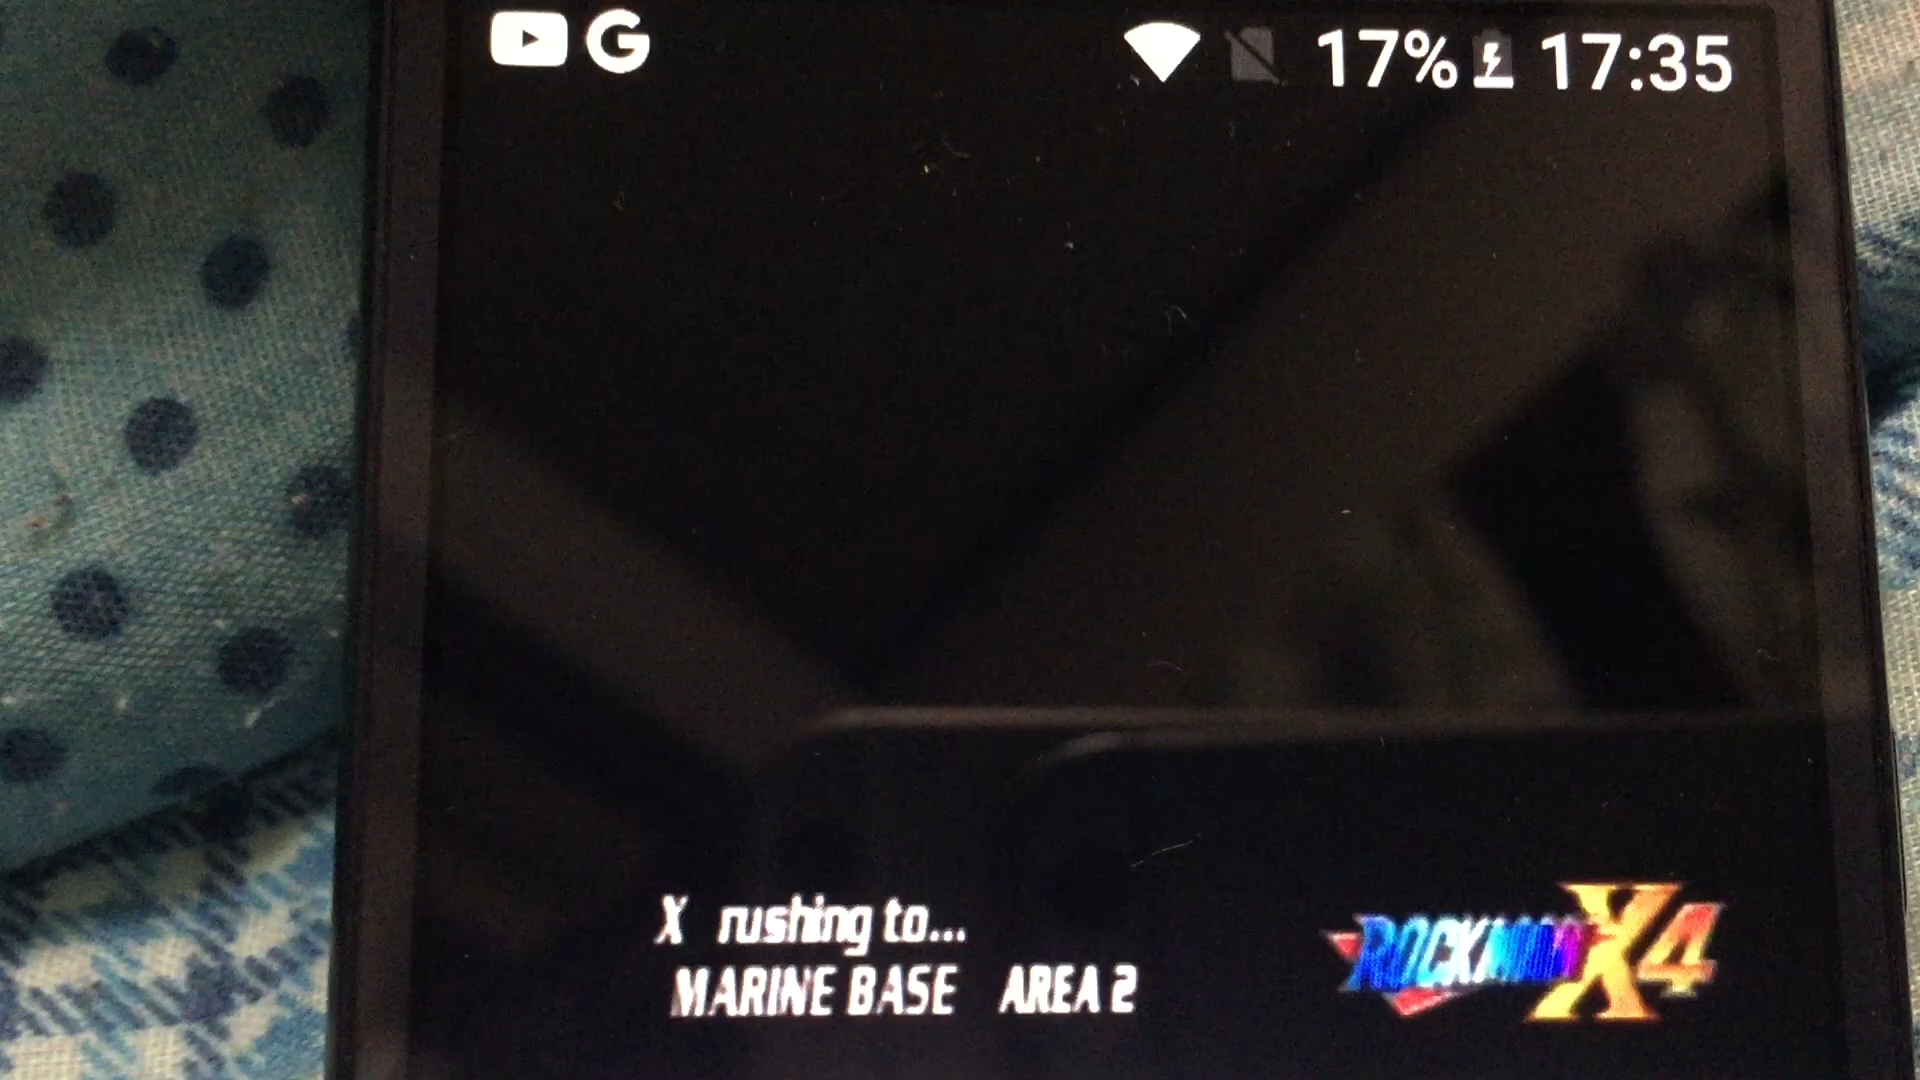 G 17% 17:35
X rushing to...
MARINE BASE AREA 2
ROCKMAN X4